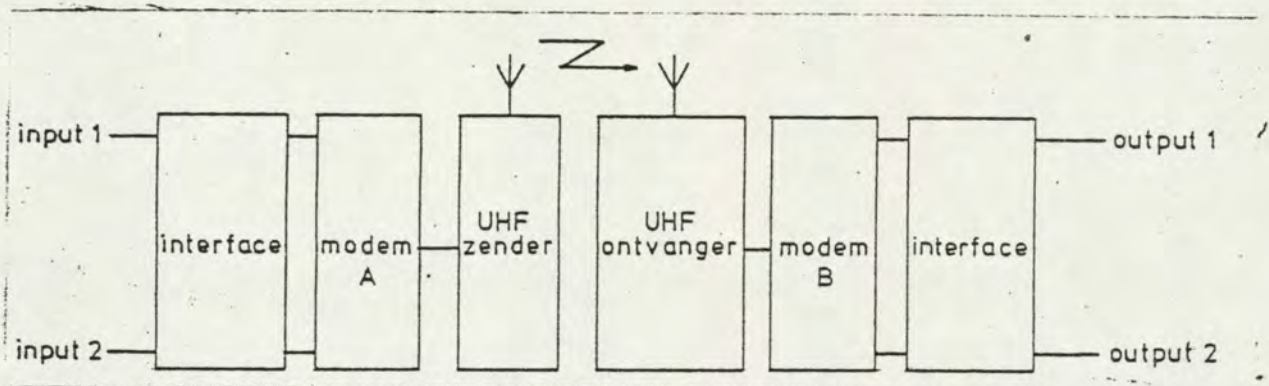 input 1
interface
modem
A
UHF
zender
UHF
ontvanger
modem
B
interface
output 1
input 2
output 2